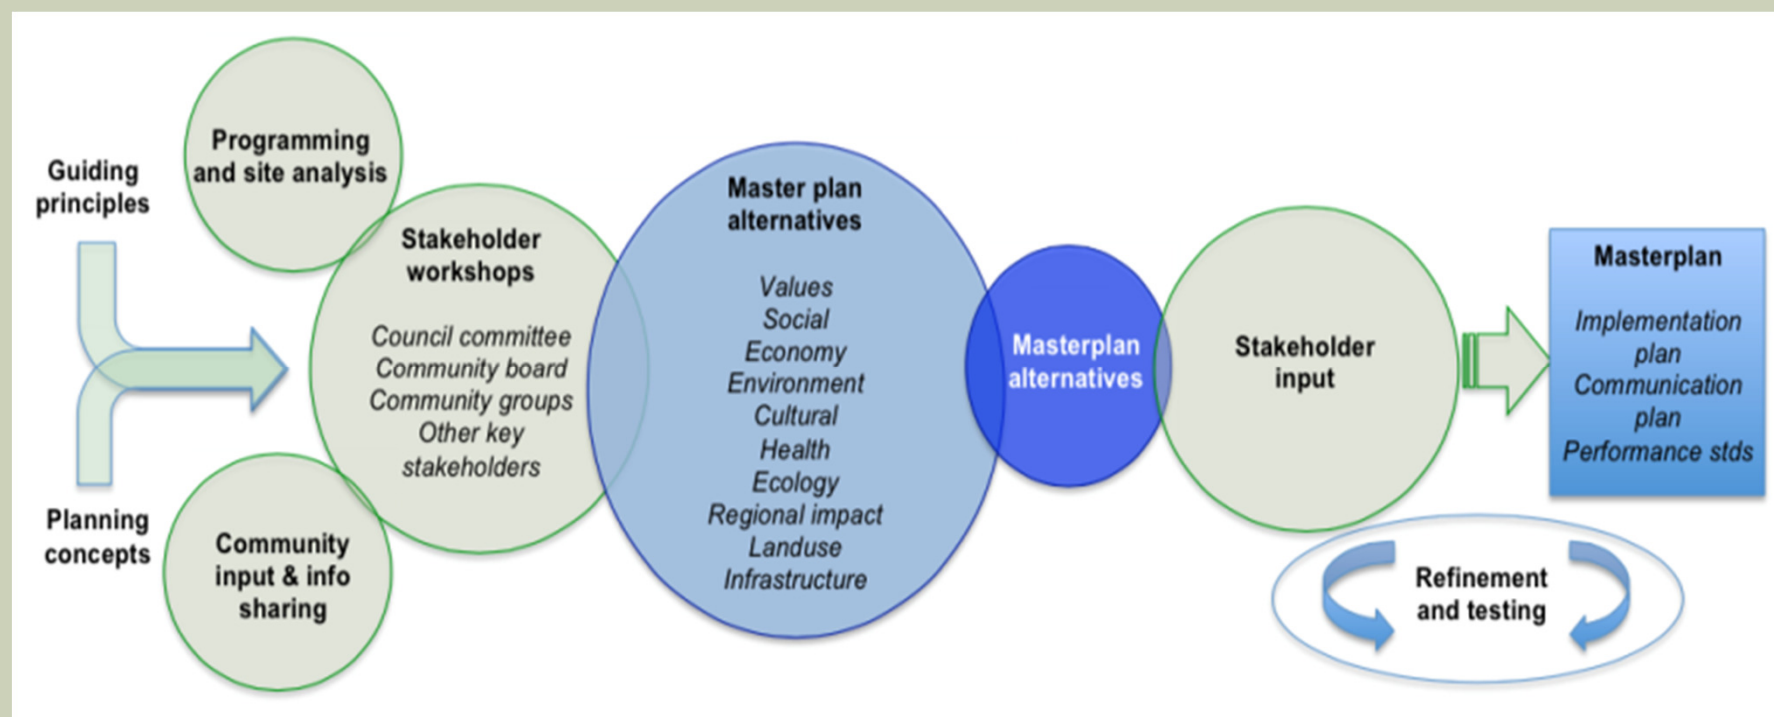 Guiding
principles
Planning
concepts
Programming
and site analysis
Community
input & info
sharing
Stakeholder
workshops
Council committee
Community board
Community groups
Other key
stakeholders
Master plan
alternatives
Values
Social
Economy
Environment
Cultural
Health
Ecology
Regional impact
Landuse
Infrastructure
Masterplan
alternatives
Stakeholder
input
Masterplan
Implementation
plan
Communication
plan
Performance stds
Refinement
and testing